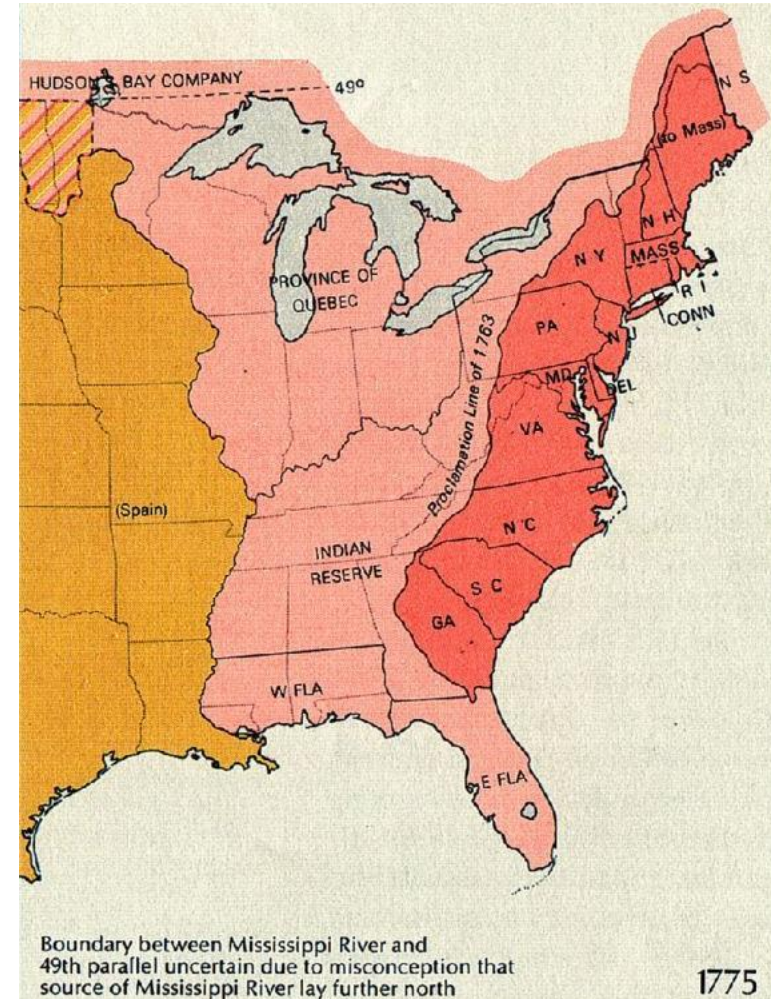 HUDSON'S BAY COMPANY
49º
N S
(to Mass)
N H
N Y
MASS
R I
CONN
PROVINCE OF
QUEBEC
PA
N J
Proclamation Line of 1763
MD
DEL
VA
(Spain)
N C
INDIAN
RESERVE
S C
GA
W FLA
E FLA
Boundary between Mississippi River and
49th parallel uncertain due to misconception that
source of Mississippi River lay further north
1775